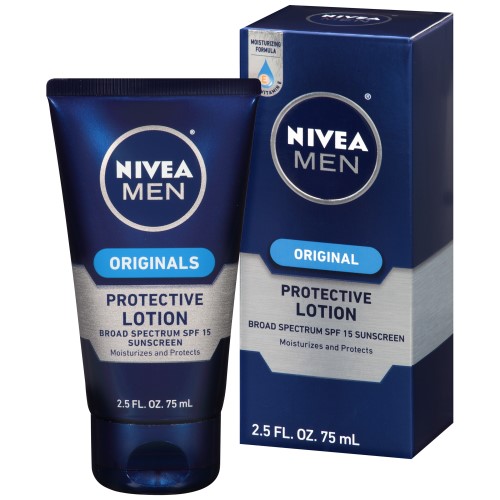 NIVEA
MEN
®
ORIGINALS
PROTECTIVE
LOTION
BROAD SPECTRUM SPF 15
SUNSCREEN
Moisturizes and Protects
2.5 FL. OZ. 75 mL
MOISTURIZING
FORMULA
E
VITAMIN E
NIVEA
MEN
®
ORIGINAL
PROTECTIVE
LOTION
BROAD SPECTRUM SPF 15 SUNSCREEN
Moisturizes and Protects
2.5 FL. OZ. 75 mL